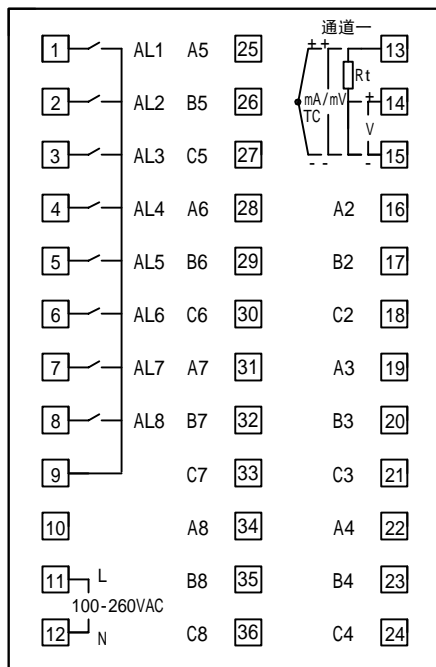 通道一
1 AL1 A5 25 + + 13
Rt
2 AL2 B5 26 mA/mV + 14
TC V
3 AL3 C5 27 - - - 15
4 AL4 A6 28 A2 16
5 AL5 B6 29 B2 17
6 AL6 C6 30 C2 18
7 AL7 A7 31 A3 19
8 AL8 B7 32 B3 20
9 C7 33 C3 21
10 A8 34 A4 22
11 L B8 35 B4 23
100-260VAC
12 N C8 36 C4 24